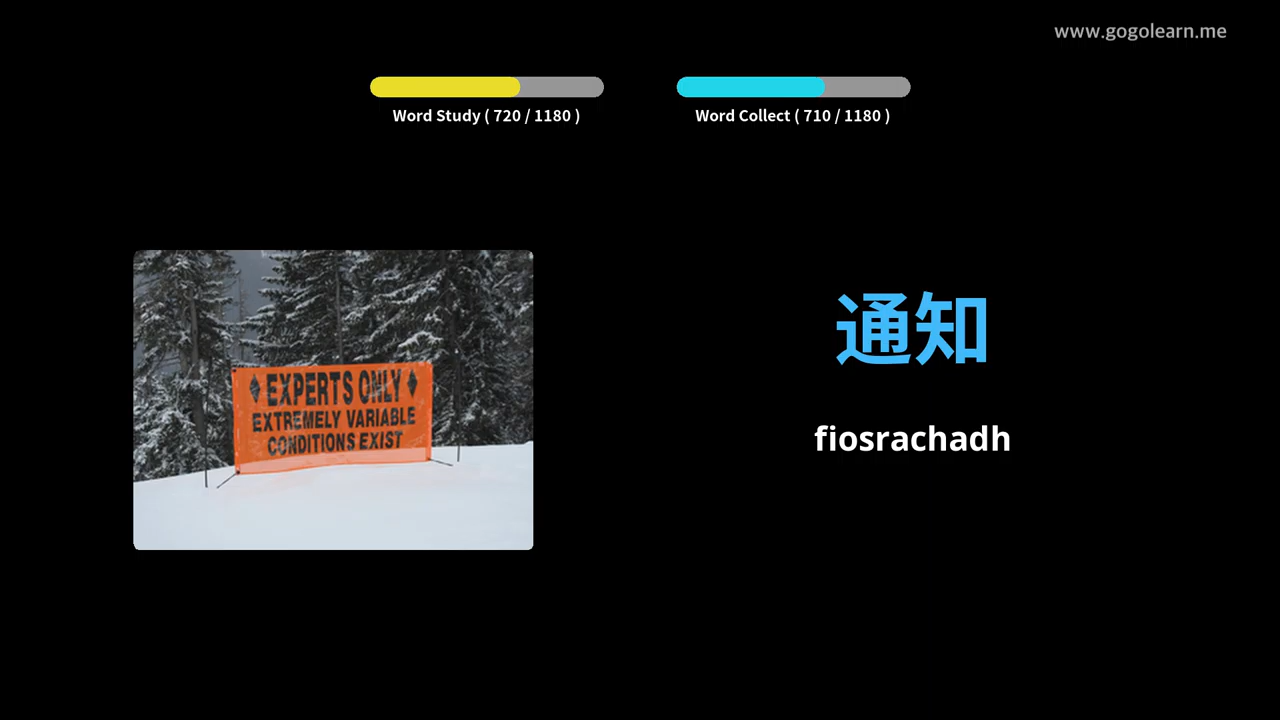 www.gogolearn.me
Word Study ( 720 / 1180 )
Word Collect ( 710 / 1180 )
EXPERTS ONLY
EXTREMELY VARIABLE
CONDITIONS EXIST
通知
fiosrachadh